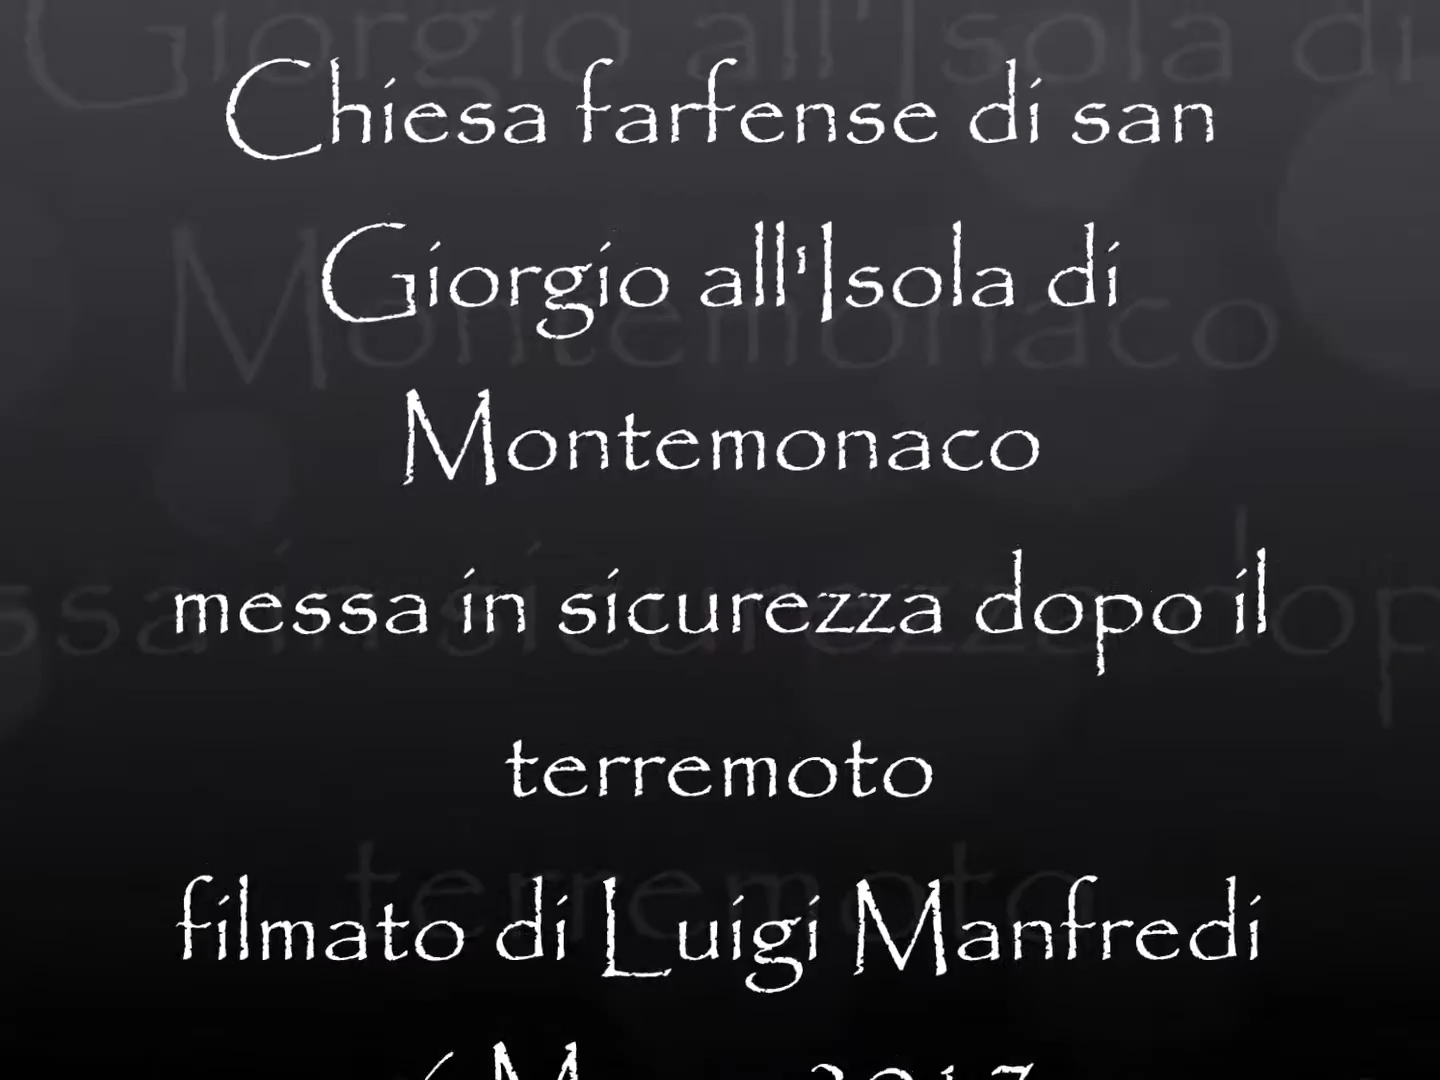 Chiesa farfense di san
Giorgio all'Isola di
Montemonaco
messa in sicurezza dopo il
terremoto
filmato di Luigi Manfredi
2017